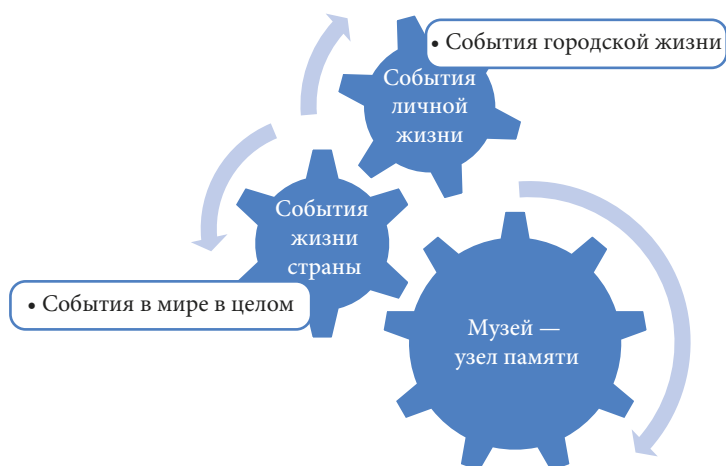 • События городской жизни
События
личной
жизни
События
жизни
страны
• События в мире в целом
Музей —
узел памяти